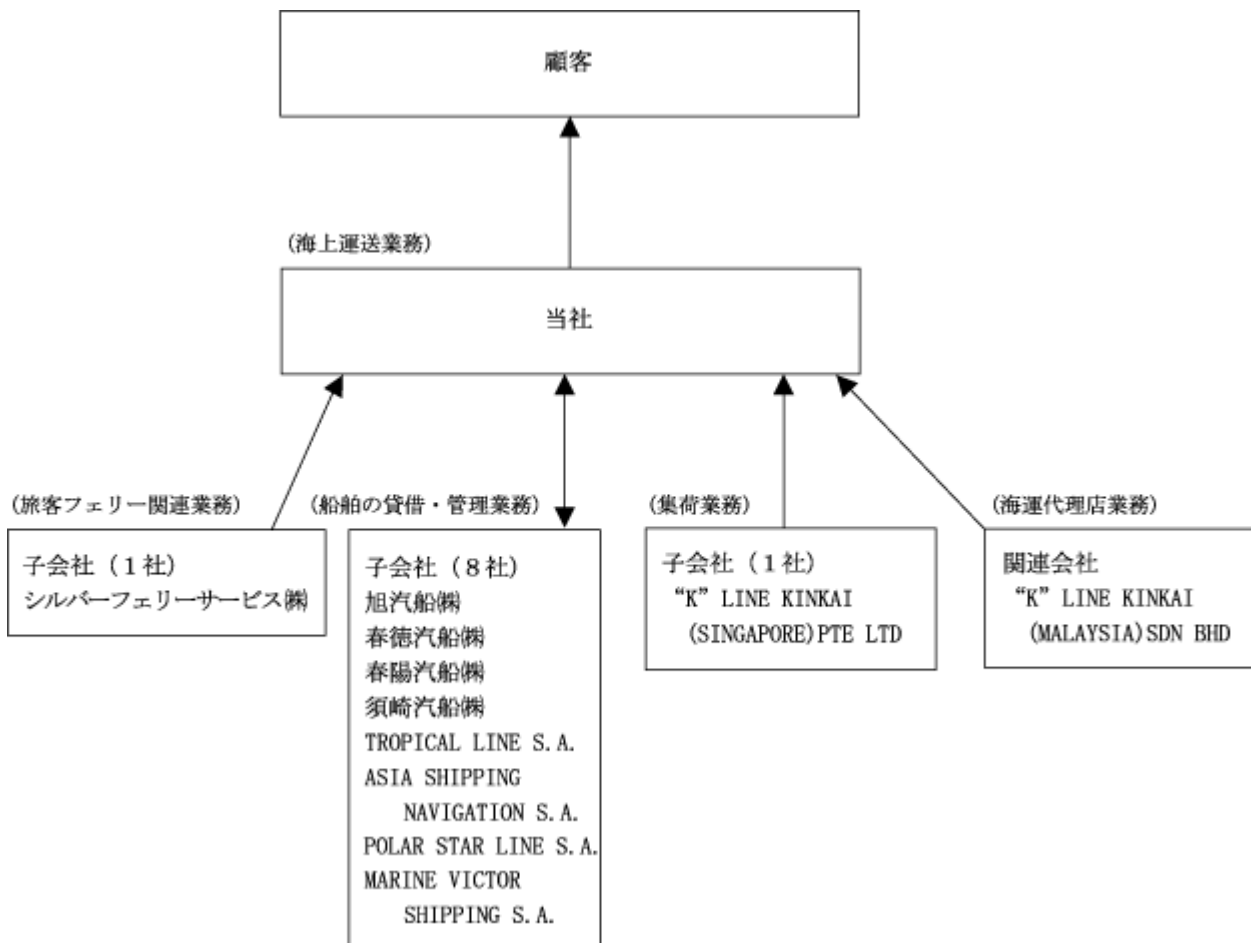 顧客
(海上運送業務)
当社
(旅客フェリー関連業務)
子会社（１社）
シルバーフェリーサービス㈱
(船舶の貸借・管理業務)
子会社（８社）
旭汽船㈱
春徳汽船㈱
春陽汽船㈱
須崎汽船㈱
TROPICAL LINE S.A.
ASIA SHIPPING
NAVIGATION S.A.
POLAR STAR LINE S.A.
MARINE VICTOR
SHIPPING S.A.
(集荷業務)
子会社（１社）
“K” LINE KINKAI
(SINGAPORE)PTE LTD
(海運代理店業務)
関連会社
“K” LINE KINKAI
(MALAYSIA)SDN BHD